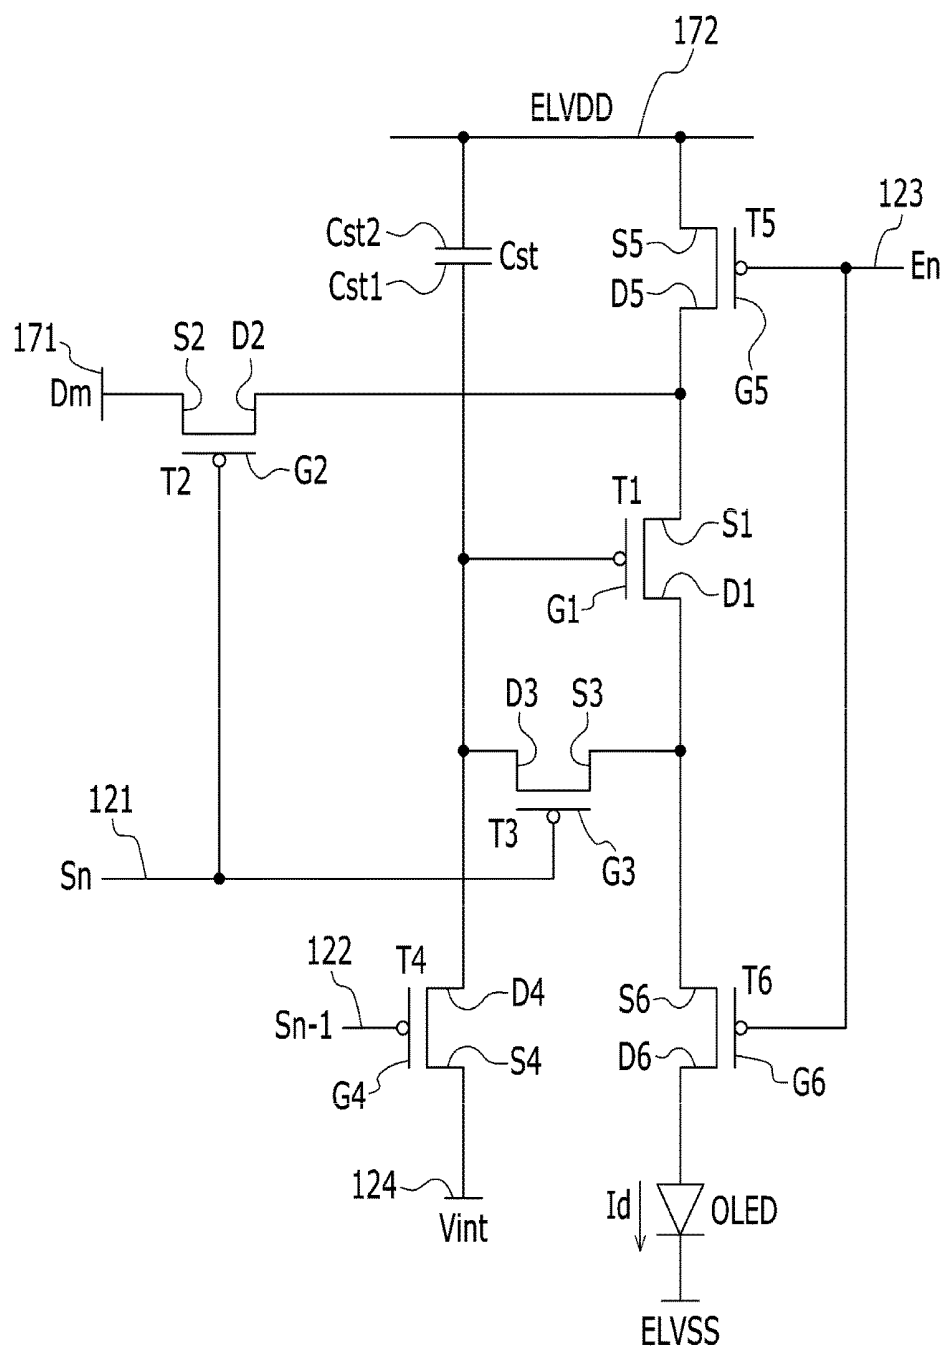 172
ELVDD
123
Cst2
Cst
Cst1
S5
T5
D5
En
G5
171
Dm
S2
D2
T2
G2
T1
S1
G1
D1
D3
S3
121
T3
G3
Sn
122
T4
D4
Sn-1
S4
G4
S6
T6
D6
G6
124
Vint
Id
OLED
ELVSS